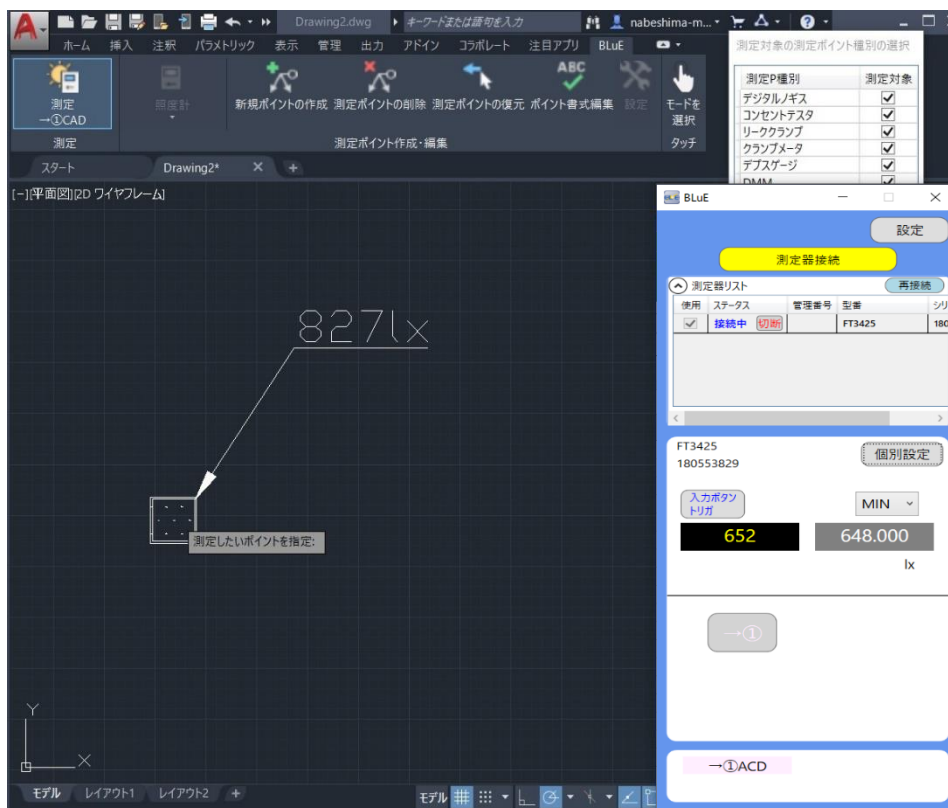 Drawing2.dwg
キーワードまたは語句を入力
nabeshima-m...
ホーム 挿入 注釈 パラメトリック 表示 管理 出力 アドイン コラボレート 注目アプリ BLuE
測定
→①CAD
照度計
新規ポイントの作成 測定ポイントの削除 測定ポイントの復元
ABC
ポイント書式編集
設定
モードを
選択
測定
測定ポイント作成・編集
タッチ
スタート
Drawing2*
測定対象の測定ポイント種別の選択
測定P種別 測定対象
デジタルノギス
コンセントテスタ
リーククランプ
クランプメータ
デプスゲージ
DMM
[−][平面図][2D ワイヤフレーム]
827lx
測定したいポイントを指定:
Y
X
モデル レイアウト1 レイアウト2 +
モデル
BLuE
設定
測定器接続
測定器リスト
再接続
使用 ステータス 管理番号 型番 シリ
接続中 切断 FT3425 180
FT3425
180553829
個別設定
入力ボタン
トリガ
MIN
652
648.000
lx
→①
→①ACD